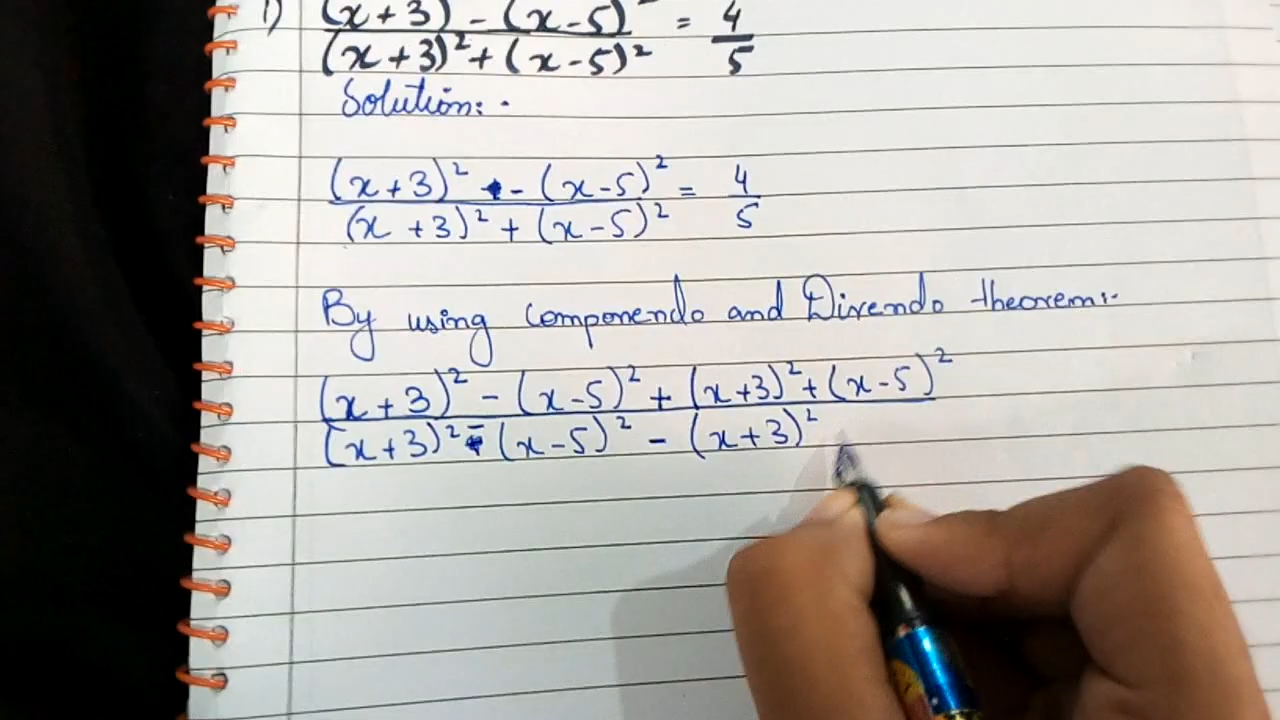 1) (x+3) - (x-5)² = 4
(x+3)² + (x-5)² 5
Solution:-
(x+3)² - (x-5)² = 4
(x+3)² + (x-5)² 5
By using Componendo and Divendo theorem:-
(x+3)² - (x-5)² + (x+3)² + (x-5)²
(x+3)² - (x-5)² - (x+3)²